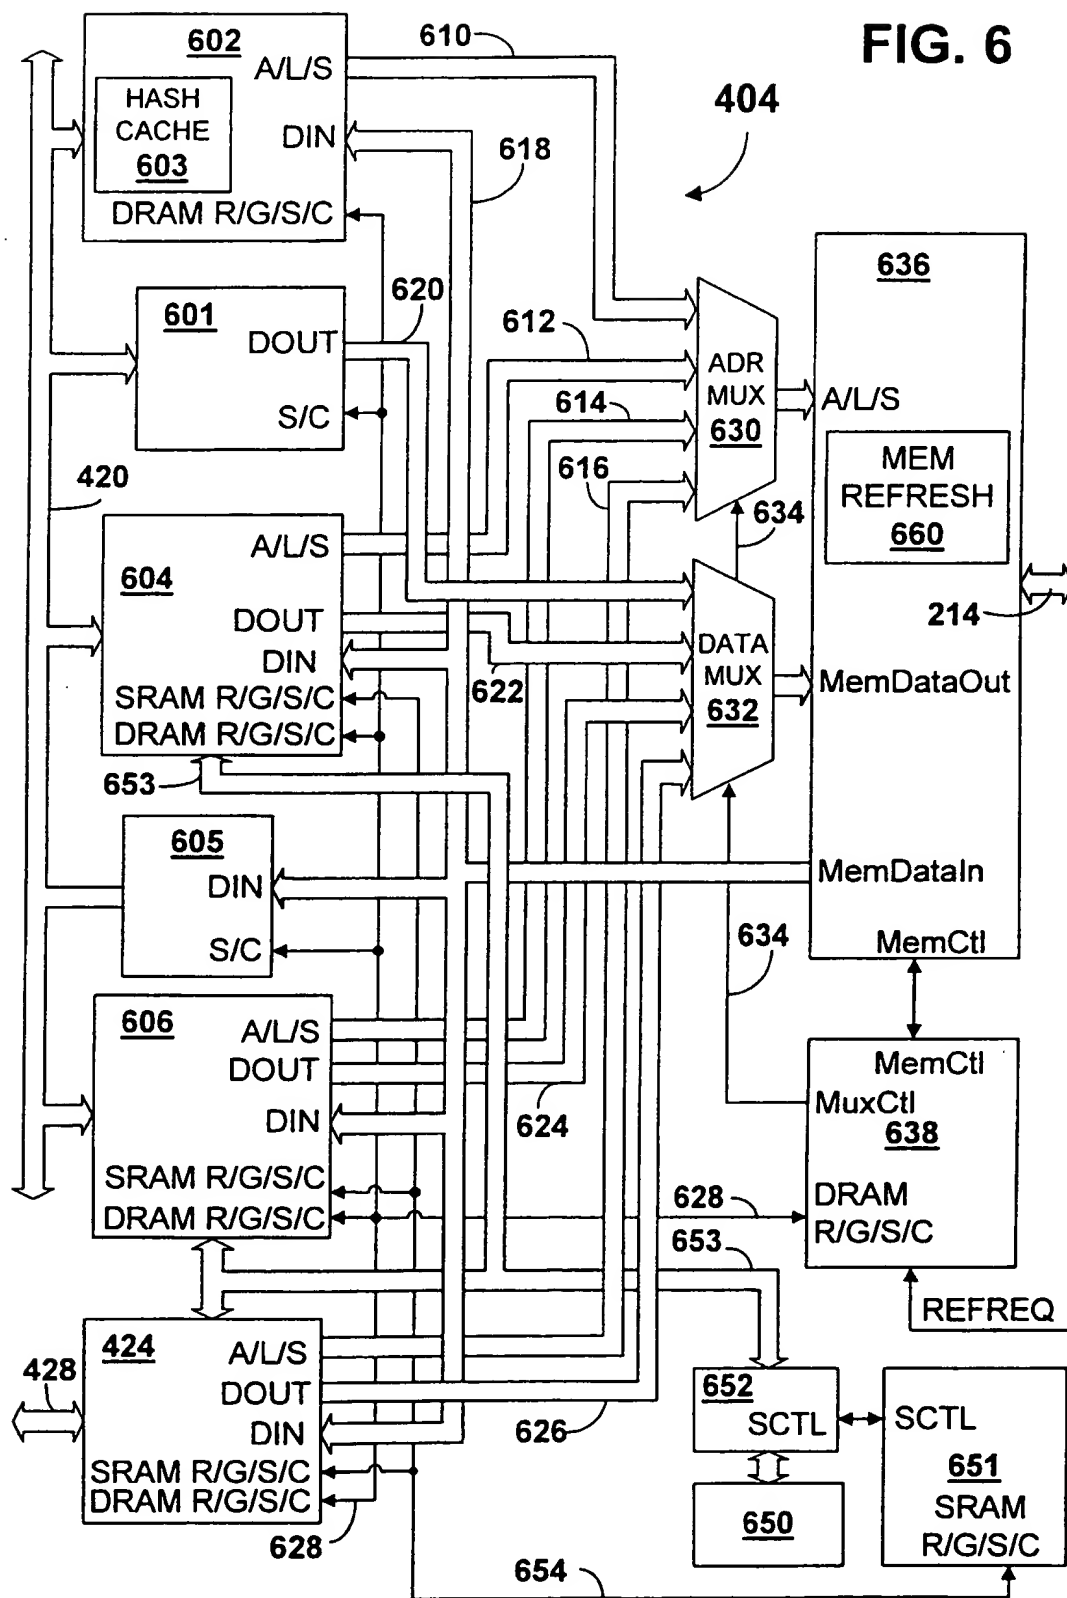 FIG. 6
404
602
A/L/S
HASH
CACHE
603
DIN
DRAM R/G/S/C
610
618
601
DOUT
S/C
620
612
614
616
420
604
A/L/S
DOUT
DIN
SRAM R/G/S/C
DRAM R/G/S/C
622
653
ADR
MUX
630
634
DATA
MUX
632
636
A/L/S
MEM
REFRESH
660
214
MemDataOut
MemDataIn
MemCtl
605
DIN
S/C
634
606
A/L/S
DOUT
DIN
SRAM R/G/S/C
DRAM R/G/S/C
624
MemCtl
MuxCtl
638
DRAM
R/G/S/C
628
653
REFREQ
424
A/L/S
DOUT
DIN
SRAM R/G/S/C
DRAM R/G/S/C
428
626
628
652
SCTL
650
SCTL
651
SRAM
R/G/S/C
654